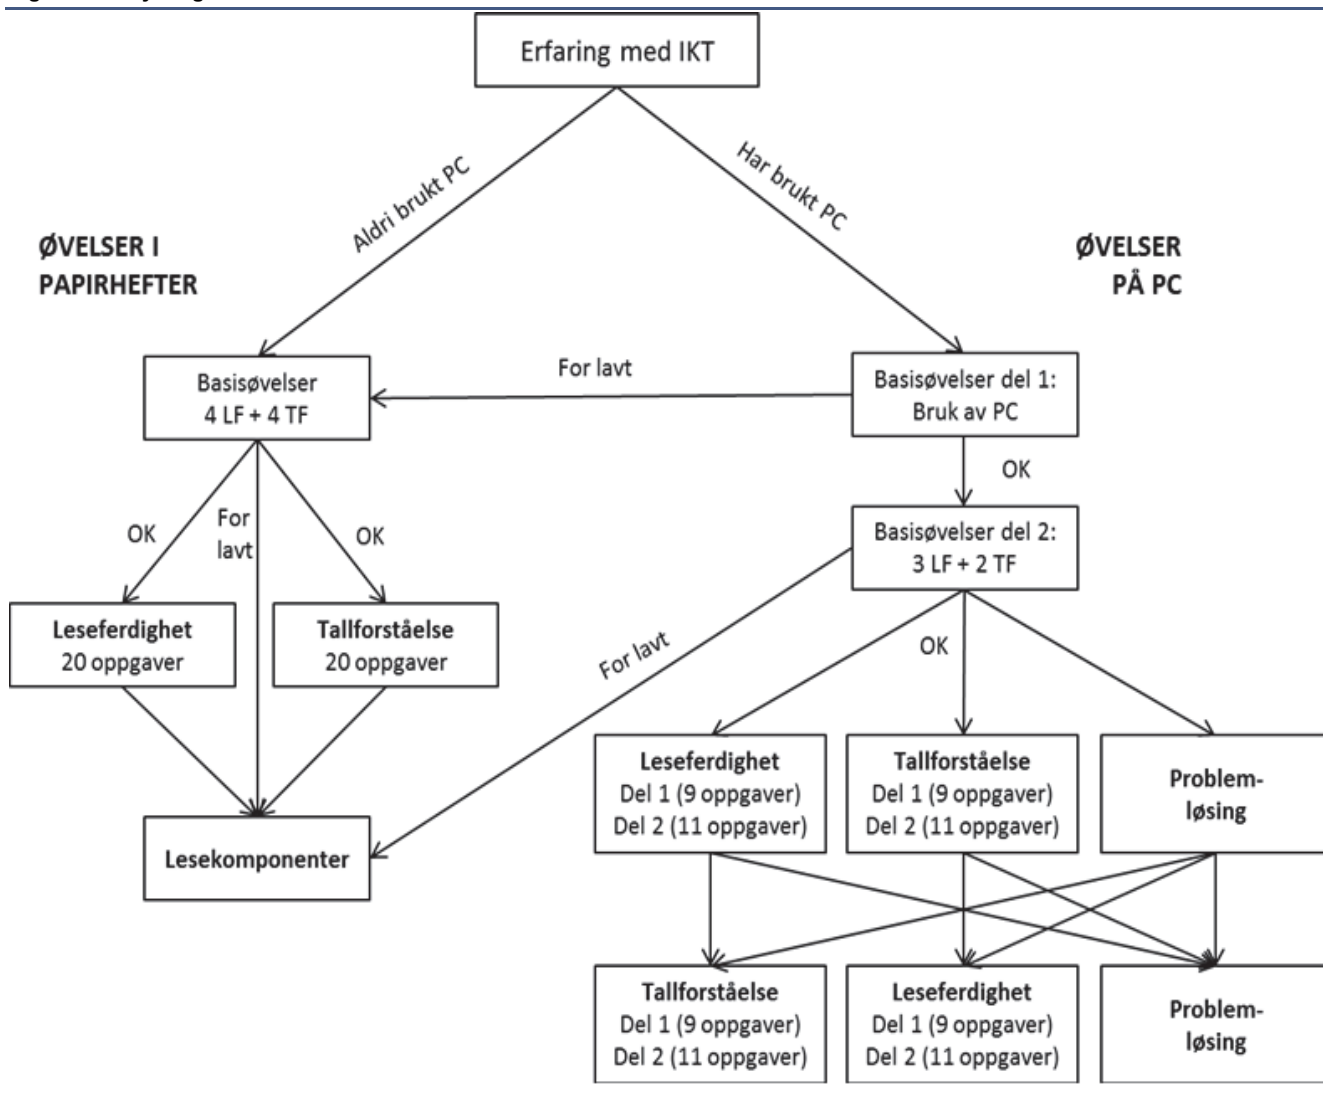 Erfaring med IKT
Aldri brukt PC
Har brukt PC
ØVELSER I
PAPIRHEFTER
ØVELSER
PÅ PC
Basisøvelser
4 LF + 4 TF
For lavt
Basisøvelser del 1:
Bruk av PC
OK
For
lavt
OK
OK
Basisøvelser del 2:
3 LF + 2 TF
Leseferdighet
20 oppgaver
Tallforståelse
20 oppgaver
For lavt
OK
Lesekomponenter
Leseferdighet
Del 1 (9 oppgaver)
Del 2 (11 oppgaver)
Tallforståelse
Del 1 (9 oppgaver)
Del 2 (11 oppgaver)
Problem-
løsing
Tallforståelse
Del 1 (9 oppgaver)
Del 2 (11 oppgaver)
Leseferdighet
Del 1 (9 oppgaver)
Del 2 (11 oppgaver)
Problem-
løsing